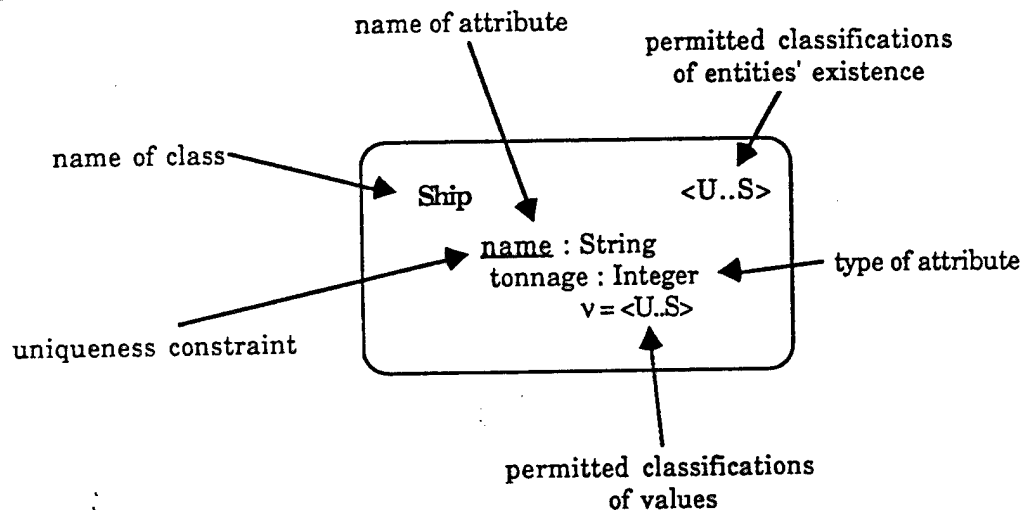 name of attribute
permitted classifications
of entities' existence
name of class
Ship
<U..S>
name : String
tonnage : Integer
type of attribute
v = <U..S>
uniqueness constraint
permitted classifications
of values